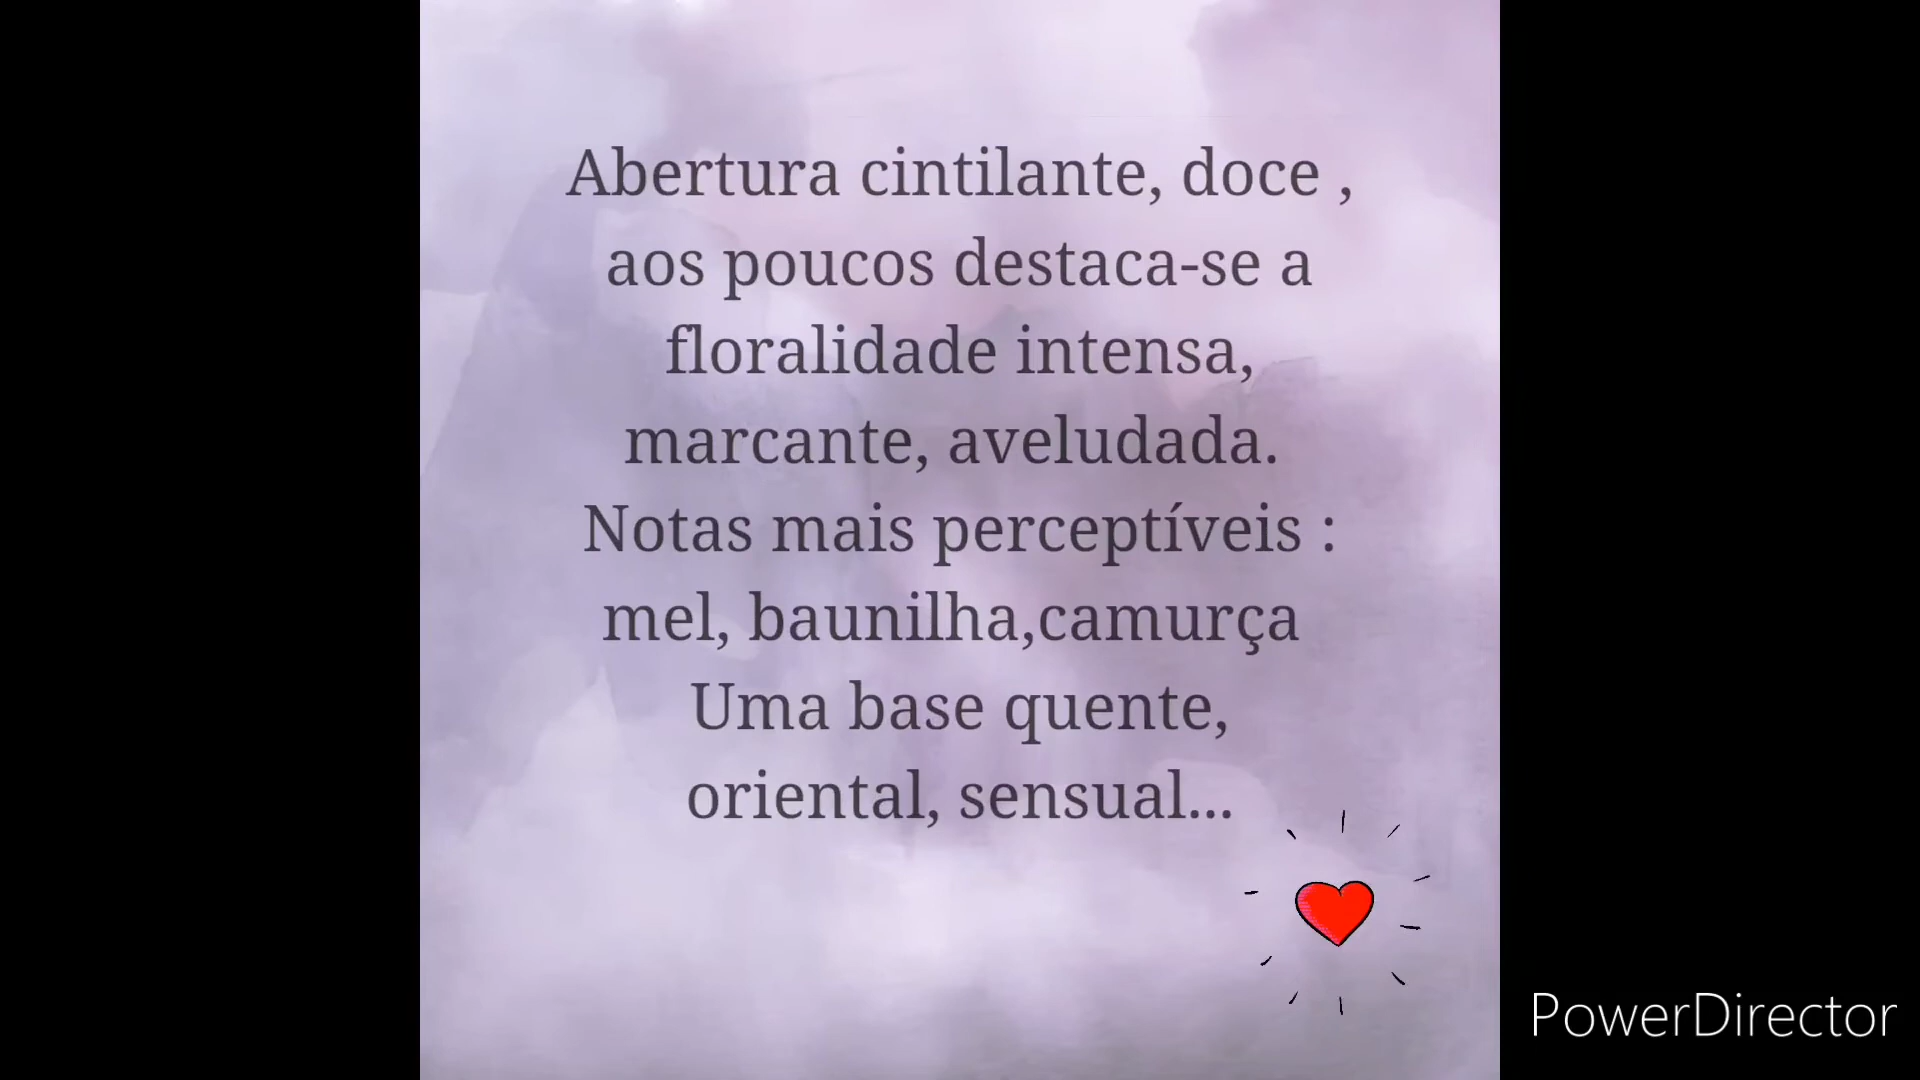 Abertura cintilante, doce ,
aos poucos destaca-se a
floralidade intensa,
marcante, aveludada.
Notas mais perceptíveis :
mel, baunilha,camurça
Uma base quente,
oriental, sensual...
PowerDirector